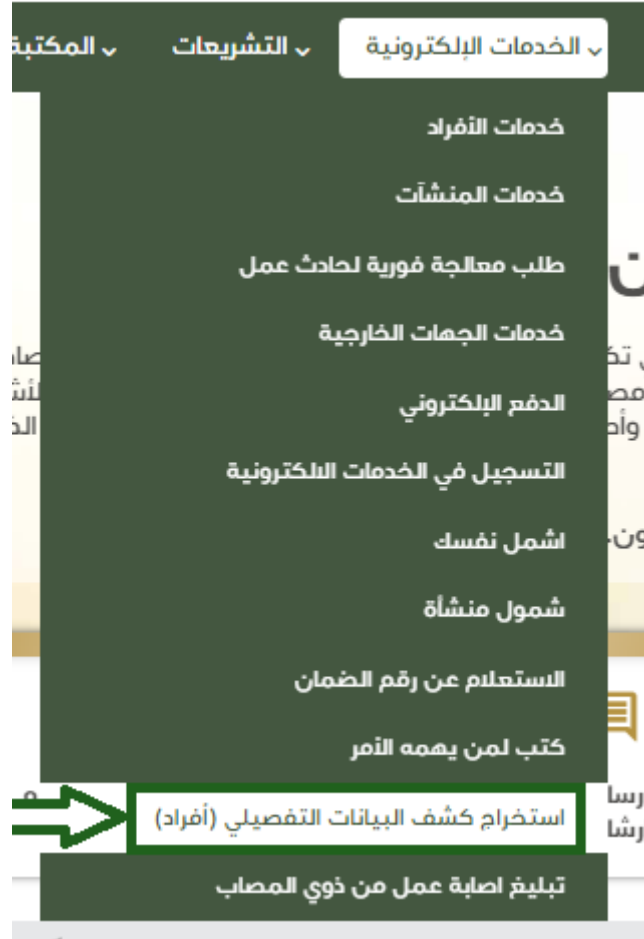 الخدمات الإلكترونية التشريعات المكتبة
خدمات الأفراد
خدمات المنشآت
طلب معالجة فورية لحادث عمل
خدمات الجهات الخارجية
الدفع الإلكتروني
التسجيل في الخدمات الالكترونية
اشمل نفسك
شمول منشأة
الاستعلام عن رقم الضمان
كتب لمن يهمه الأمر
استخراج كشف البيانات التفصيلي (أفراد)
تبليغ اصابة عمل من ذوي المصاب